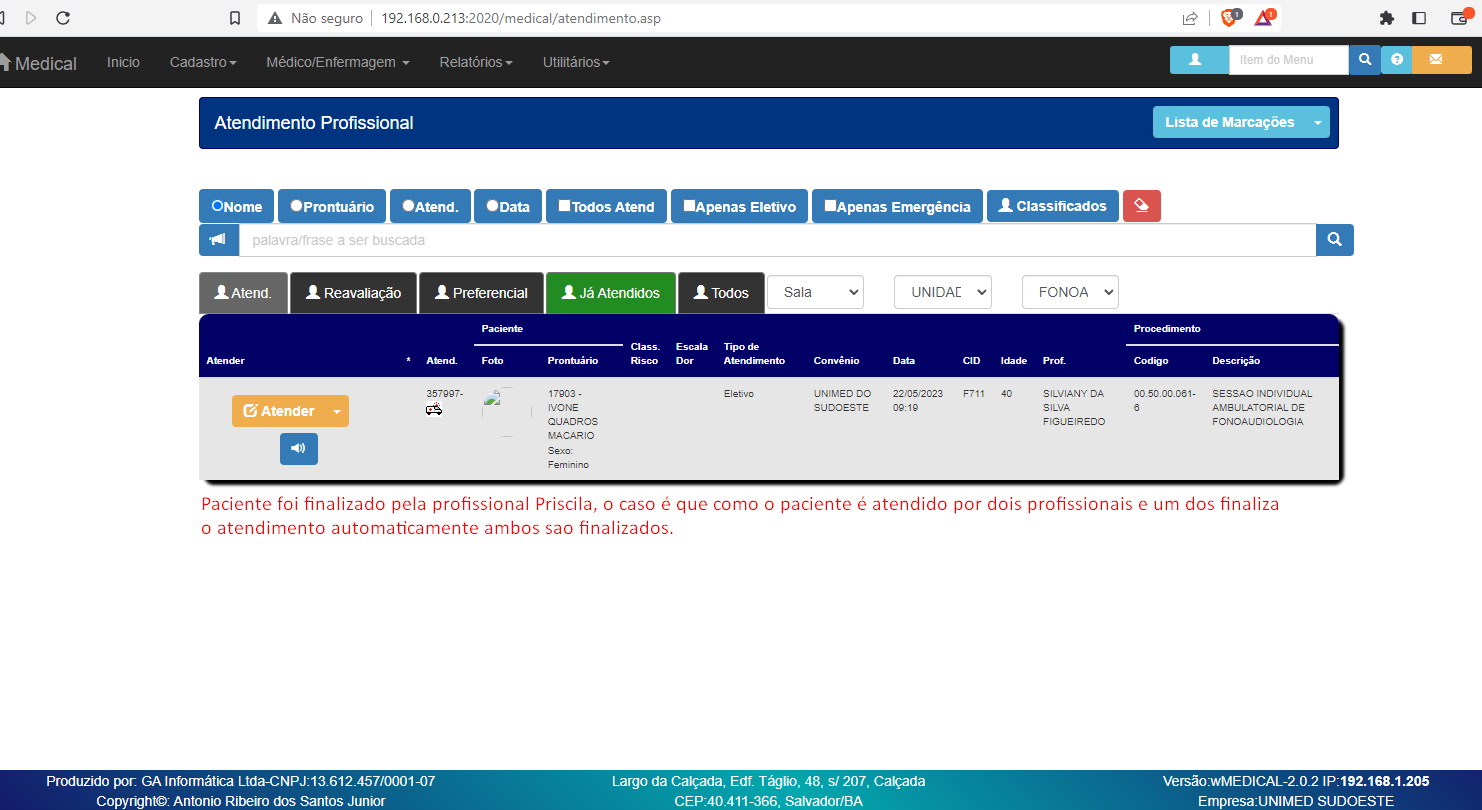 Não seguro 192.168.0.213:2020/medical/atendimento.asp 1 1
Medical Inicio Cadastro Médico/Enfermagem Relatórios Utilitários Item do Menu
Atendimento Profissional Lista de Marcações
Nome Prontuário Atend. Data Todos Atend Apenas Eletivo Apenas Emergência Classificados
palavra/frase a ser buscada
Atend. Reavaliação Preferencial Já Atendidos Todos Sala UNIDAD FONOA
Paciente Procedimento
Atender * Atend. Foto Prontuário Class. Risco Escala Dor Tipo de Atendimento Convênio Data CID Idade Prof. Codigo Descrição
Atender 357997- 17903 - Eletivo UNIMED DO 22/05/2023 F711 40 SILVIANY DA 00.50.00.061- SESSAO INDIVIDUAL
IVONE SUDOESTE 09:19 SILVA 6 AMBULATORIAL DE
QUADROS FIGUEIREDO FONOAUDIOLOGIA
MACARIO
Sexo:
Feminino
Paciente foi finalizado pela profissional Priscila, o caso é que como o paciente é atendido por dois profissionais e um dos finaliza
o atendimento automaticamente ambos sao finalizados.
Produzido por: GA Informática Ltda-CNPJ:13.612.457/0001-07 Largo da Calçada, Edf. Táglio, 48, s/ 207, Calçada Versão:wMEDICAL-2.0.2 IP:192.168.1.205
Copyright©: Antonio Ribeiro dos Santos Junior CEP:40.411-366, Salvador/BA Empresa:UNIMED SUDOESTE